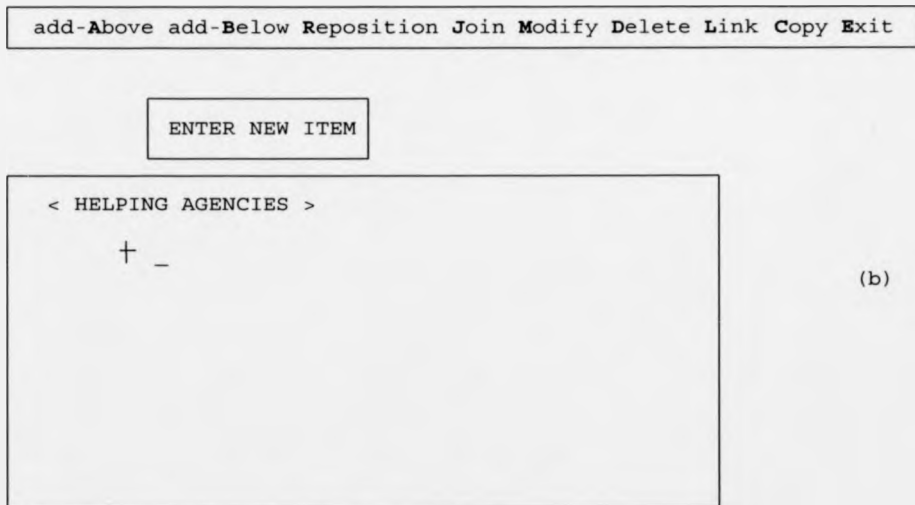 add-Above add-Below Reposition Join Modify Delete Link Copy Exit
ENTER NEW ITEM
< HELPING AGENCIES >
+ _
(b)